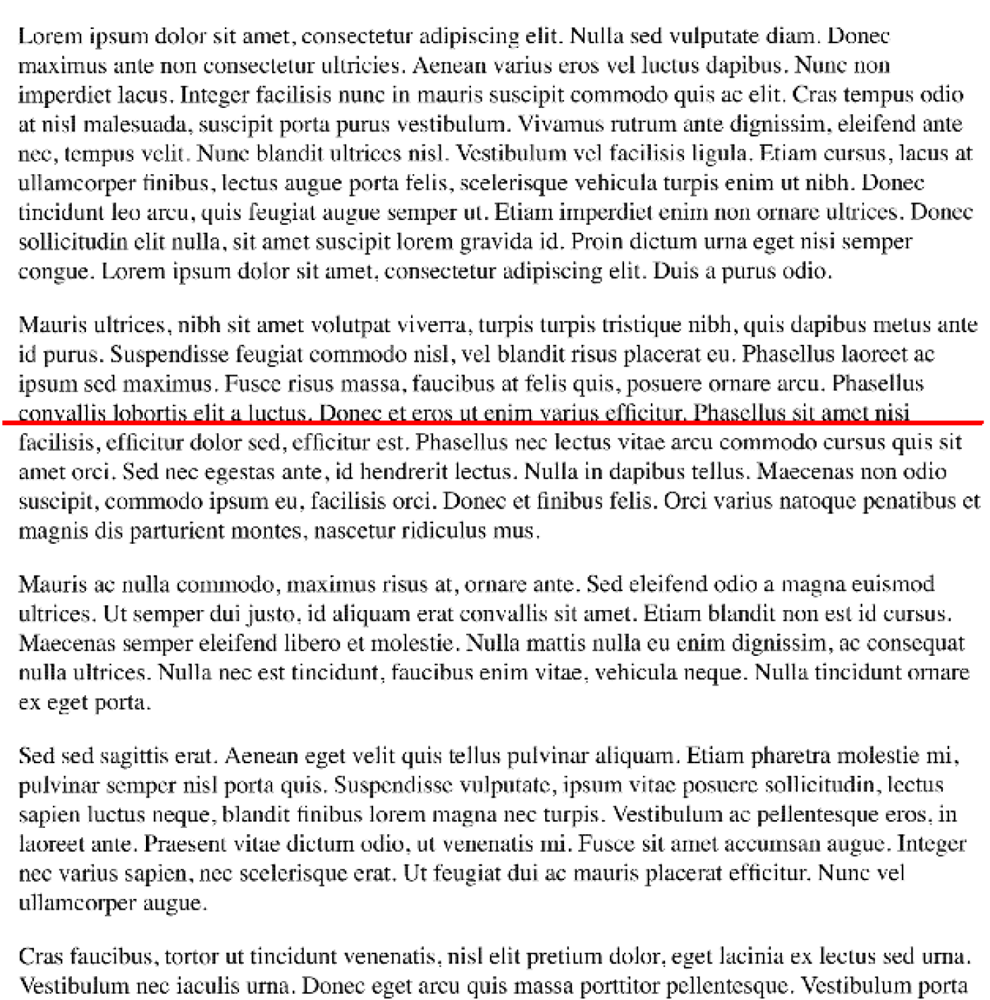 Lorem ipsum dolor sit amet, consectetur adipiscing elit. Nulla sed vulputate diam. Donec
maximus ante non consectetur ultricies. Aenean varius eros vel luctus dapibus. Nunc non
imperdiet lacus. Integer facilisis nunc in mauris suscipit commodo quis ac elit. Cras tempus odio
at nisl malesuada, suscipit porta purus vestibulum. Vivamus rutrum ante dignissim, eleifend ante
nec, tempus velit. Nunc blandit ultrices nisl. Vestibulum vel facilisis ligula. Etiam cursus, lacus at
ullamcorper finibus, lectus augue porta felis, scelerisque vehicula turpis enim ut nibh. Donec
tincidunt leo arcu, quis feugiat augue semper ut. Etiam imperdiet enim non ornare ultrices. Donec
sollicitudin elit nulla, sit amet suscipit lorem gravida id. Proin dictum urna eget nisi semper
congue. Lorem ipsum dolor sit amet, consectetur adipiscing elit. Duis a purus odio.
Mauris ultrices, nibh sit amet volutpat viverra, turpis turpis tristique nibh, quis dapibus metus ante
id purus. Suspendisse feugiat commodo nisl, vel blandit risus placerat eu. Phasellus laoreet ac
ipsum sed maximus. Fusce risus massa, faucibus at felis quis, posuere ornare arcu. Phasellus
convallis lobortis elit a luctus. Donec et eros ut enim varius efficitur. Phasellus sit amet nisi
facilisis, efficitur dolor sed, efficitur est. Phasellus nec lectus vitae arcu commodo cursus quis sit
amet orci. Sed nec egestas ante, id hendrerit lectus. Nulla in dapibus tellus. Maecenas non odio
suscipit, commodo ipsum eu, facilisis orci. Donec et finibus felis. Orci varius natoque penatibus et
magnis dis parturient montes, nascetur ridiculus mus.
Mauris ac nulla commodo, maximus risus at, ornare ante. Sed eleifend odio a magna euismod
ultrices. Ut semper dui justo, id aliquam erat convallis sit amet. Etiam blandit non est id cursus.
Maecenas semper eleifend libero et molestie. Nulla mattis nulla eu enim dignissim, ac consequat
nulla ultrices. Nulla nec est tincidunt, faucibus enim vitae, vehicula neque. Nulla tincidunt ornare
ex eget porta.
Sed sed sagittis erat. Aenean eget velit quis tellus pulvinar aliquam. Etiam pharetra molestie mi,
pulvinar semper nisl porta quis. Suspendisse vulputate, ipsum vitae posuere sollicitudin, lectus
sapien luctus neque, blandit finibus lorem magna nec turpis. Vestibulum ac pellentesque eros, in
laoreet ante. Praesent vitae dictum odio, ut venenatis mi. Fusce sit amet accumsan augue. Integer
nec varius sapien, nec scelerisque erat. Ut feugiat dui ac mauris placerat efficitur. Nunc vel
ullamcorper augue.
Cras faucibus, tortor ut tincidunt venenatis, nisl elit pretium dolor, eget lacinia ex lectus sed urna.
Vestibulum nec iaculis urna. Donec eget arcu quis massa porttitor pellentesque. Vestibulum porta